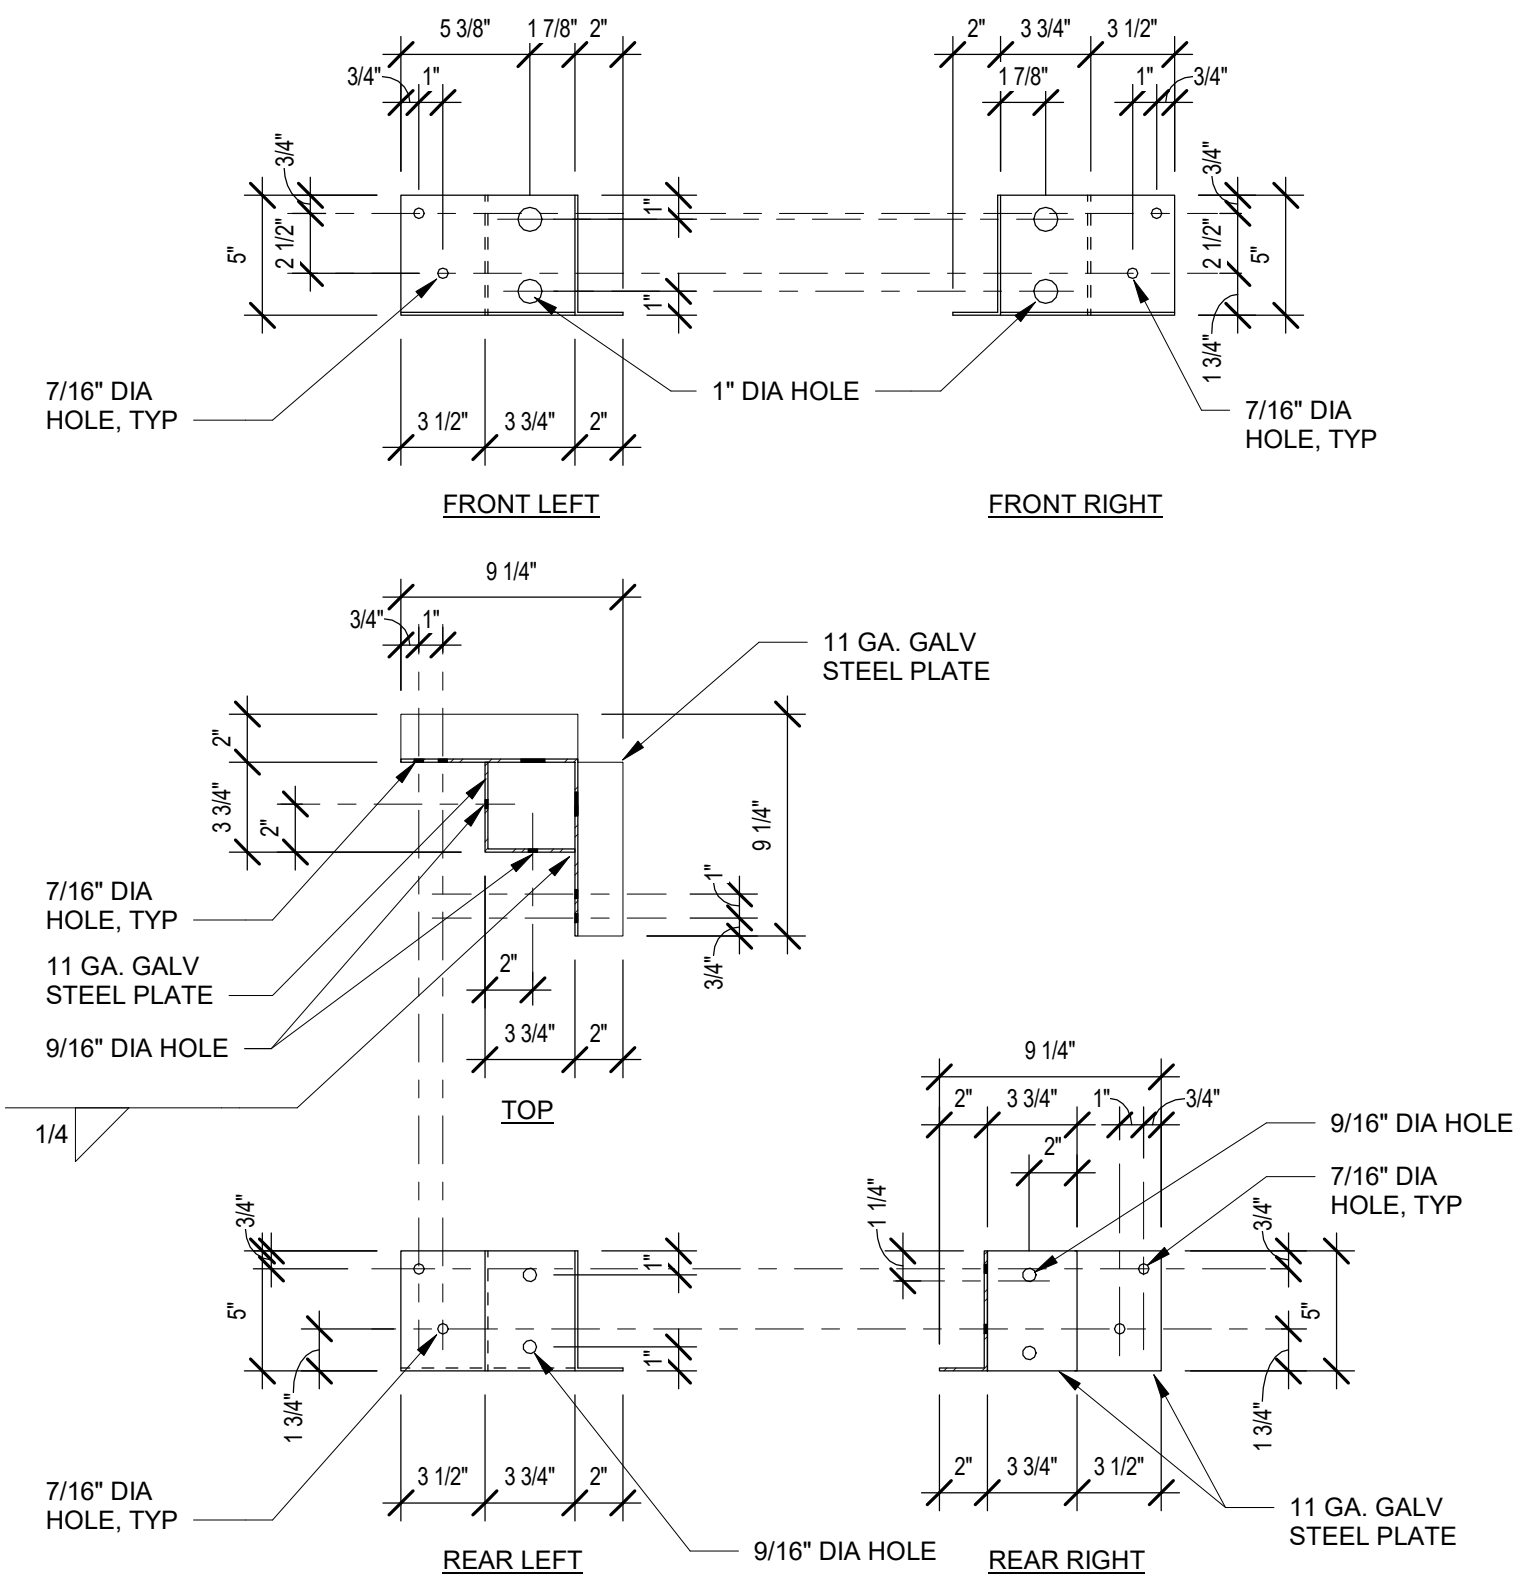 5 3/8" 1 7/8" 2"
3/4" 1"
3/4"
5" 2 1/2"
1"
1"
2" 3 3/4" 3 1/2"
1 7/8" 1" 3/4"
3/4"
2 1/2" 5"
1 3/4"
7/16" DIA
HOLE, TYP
1" DIA HOLE
7/16" DIA
HOLE, TYP
3 1/2" 3 3/4" 2"
FRONT LEFT
FRONT RIGHT
9 1/4"
3/4" 1"
11 GA. GALV
STEEL PLATE
2"
3 3/4" 2"
9 1/4"
1"
3/4"
7/16" DIA
HOLE, TYP
11 GA. GALV
STEEL PLATE
9/16" DIA HOLE
2"
3 3/4" 2"
1/4
TOP
9 1/4"
2" 3 3/4" 1" 3/4"
2"
1 1/4"
9/16" DIA HOLE
7/16" DIA
HOLE, TYP
3/4"
5"
1 3/4"
1"
1"
3/4"
5"
1 3/4"
7/16" DIA
HOLE, TYP
3 1/2" 3 3/4" 2"
9/16" DIA HOLE
REAR LEFT
2" 3 3/4" 3 1/2"
11 GA. GALV
STEEL PLATE
REAR RIGHT